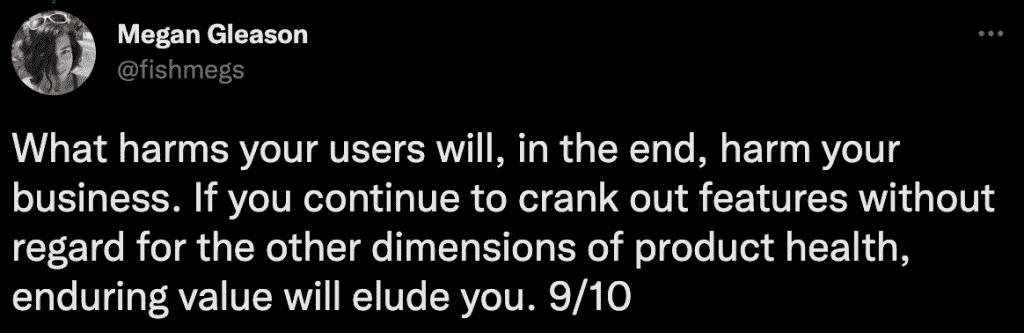 Megan Gleason
@fishmegs
What harms your users will, in the end, harm your
business. If you continue to crank out features without
regard for the other dimensions of product health,
enduring value will elude you. 9/10